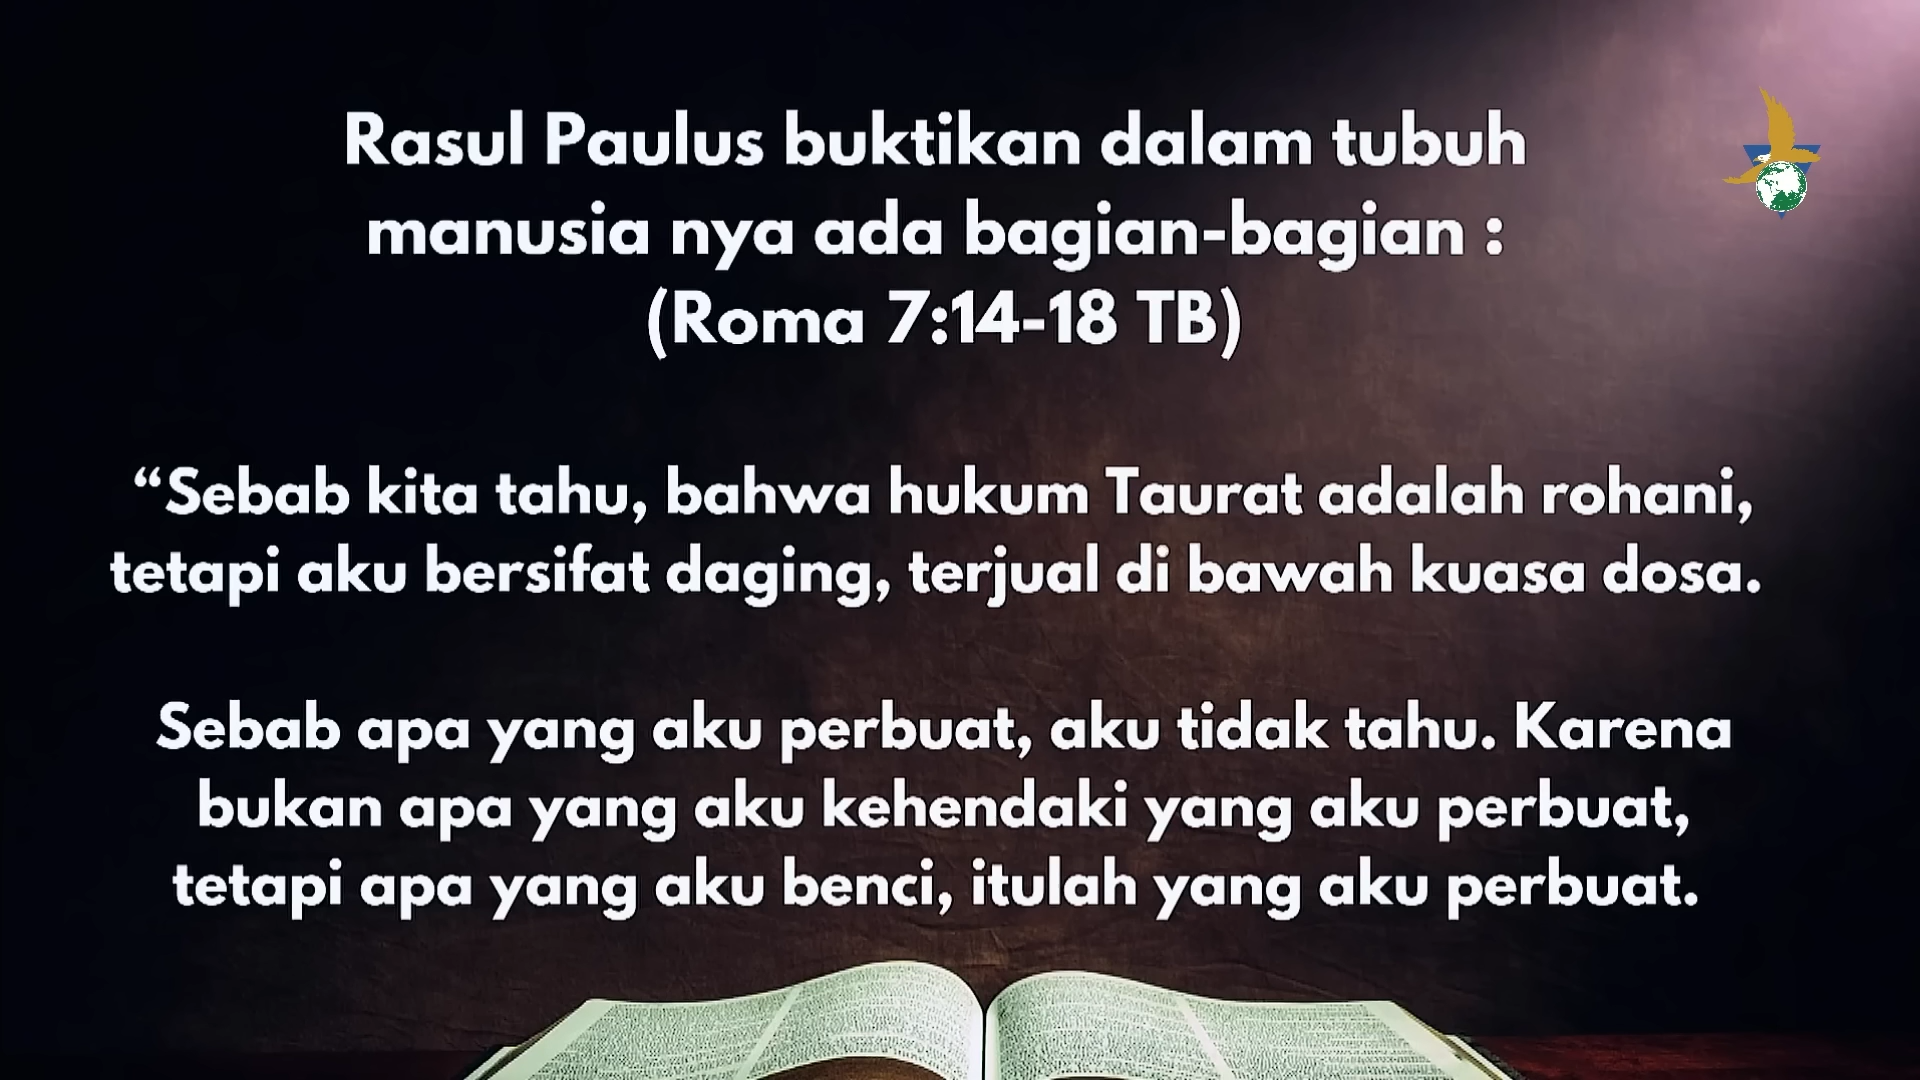 Rasul Paulus buktikan dalam tubuh
manusia nya ada bagian-bagian :
(Roma 7:14-18 TB)
“Sebab kita tahu, bahwa hukum Taurat adalah rohani,
tetapi aku bersifat daging, terjual di bawah kuasa dosa.
Sebab apa yang aku perbuat, aku tidak tahu. Karena
bukan apa yang aku kehendaki yang aku perbuat,
tetapi apa yang aku benci, itulah yang aku perbuat.